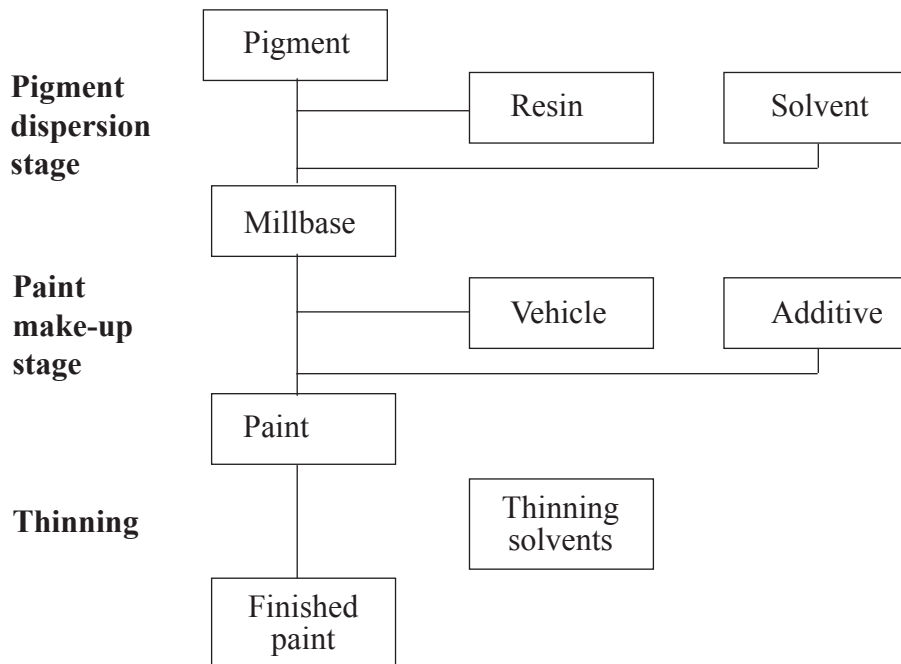 Pigment
Pigment
dispersion
stage
Resin
Solvent
Millbase
Paint
make-up
stage
Vehicle
Additive
Paint
Thinning
Thinning
solvents
Finished
paint